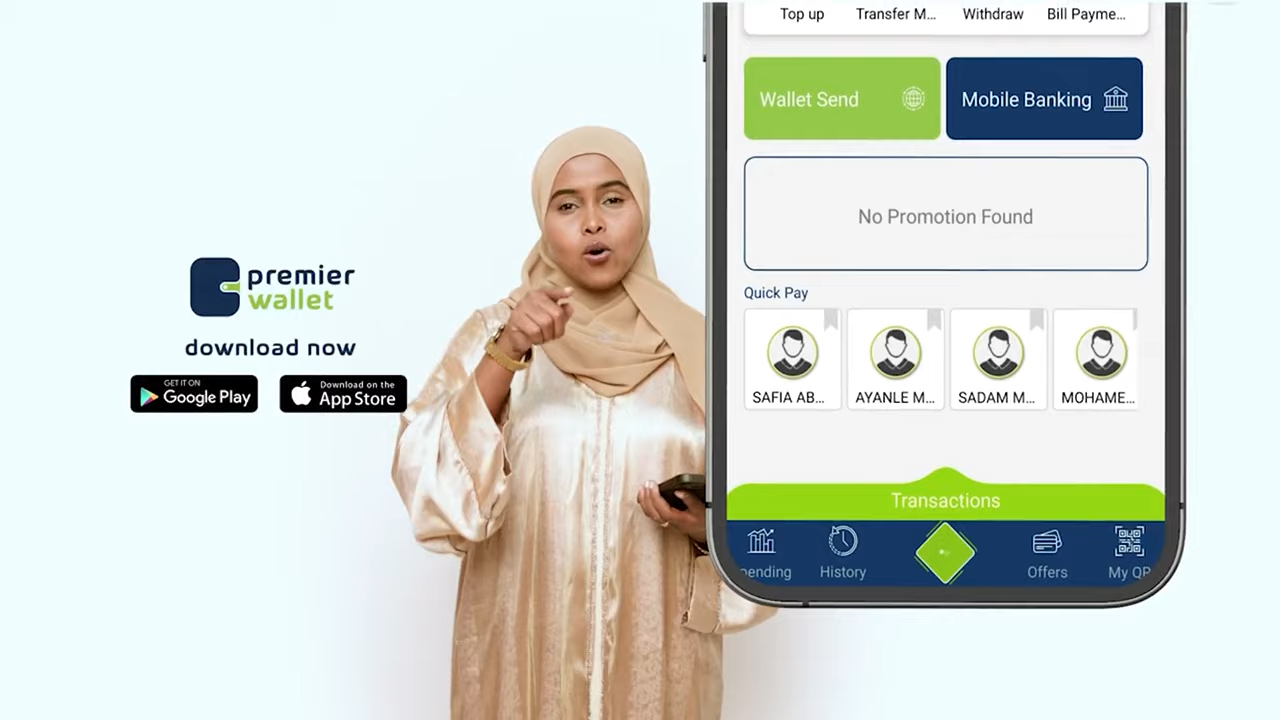 premier
wallet
download now
GET IT ON
Google Play
Download on the
App Store
Top up
Transfer M...
Withdraw
Bill Payme...
Wallet Send
Mobile Banking
No Promotion Found
Quick Pay
SAFIA AB...
AYANLE M...
SADAM M...
MOHAME...
Transactions
pending
History
Offers
My QR